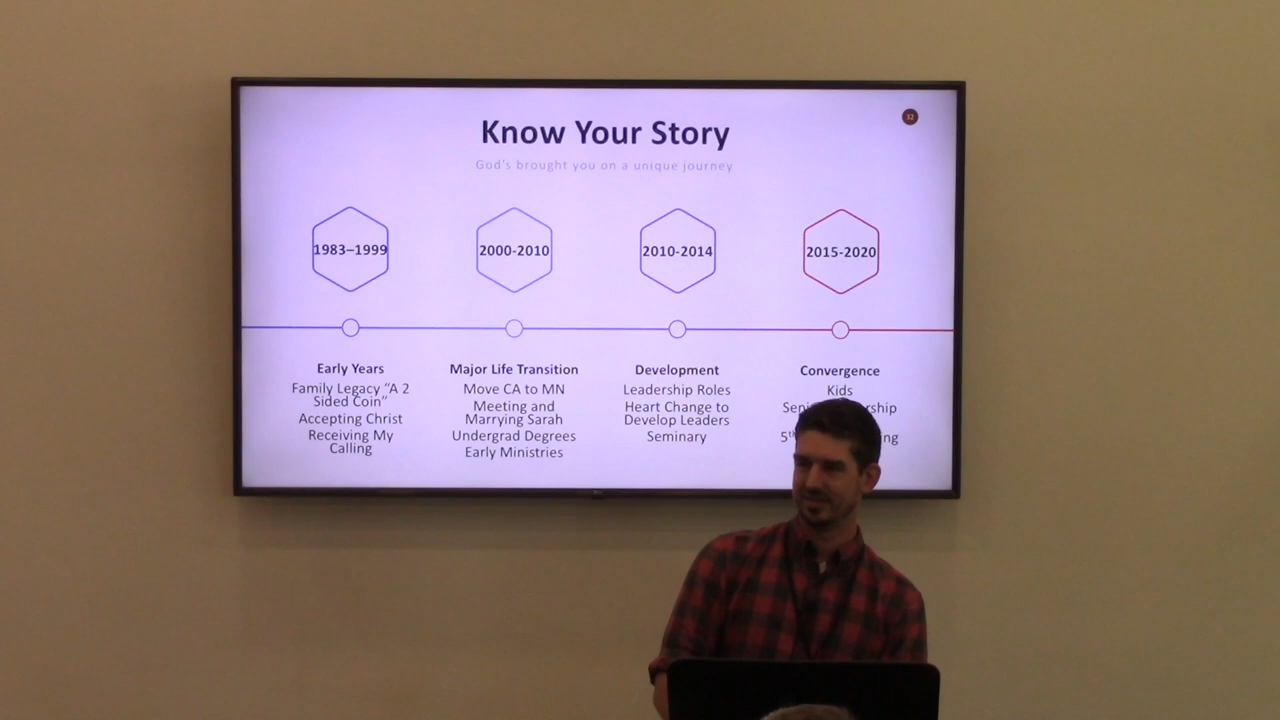 32
Know Your Story
God's brought you on a unique journey
1983–1999
2000-2010
2010-2014
2015-2020
Early Years
Family Legacy “A 2
Sided Coin”
Accepting Christ
Receiving My
Calling
Major Life Transition
Move CA to MN
Meeting and
Marrying Sarah
Undergrad Degrees
Early Ministries
Development
Leadership Roles
Heart Change to
Develop Leaders
Seminary
Convergence
Kids
5th